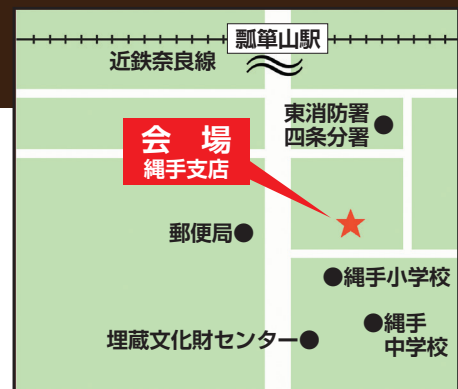 瓢箪山駅
近鉄奈良線
東消防署
四条分署
会場
縄手支店
郵便局
縄手小学校
縄手
中学校
埋蔵文化財センター